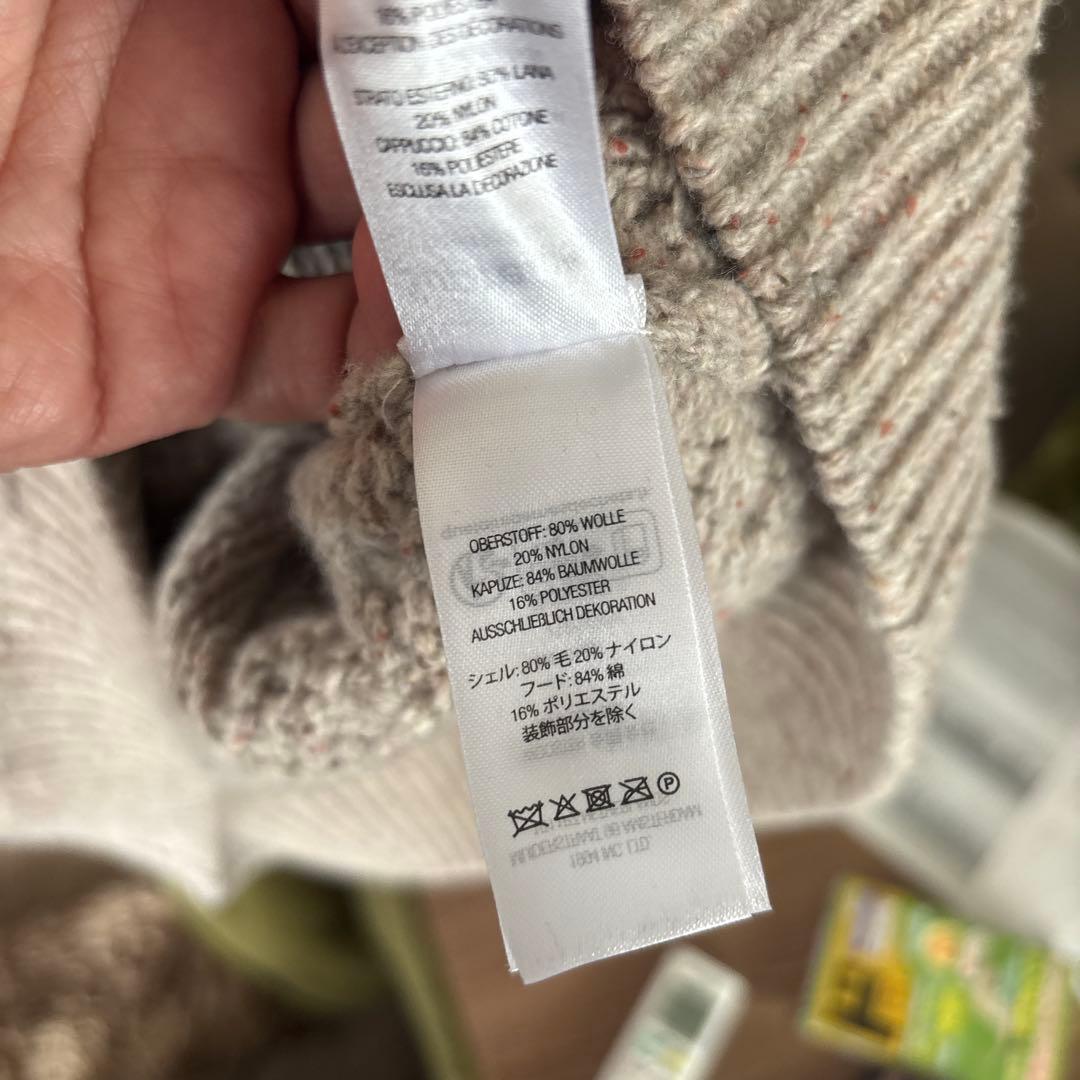 16% POLYESTER
À L'EXCEPTION DES DÉCORATIONS
STRATO ESTERNO: 80% LANA
20% NYLON
CAPPUCCIO: 84% COTONE
16% POLIESTERE
ESCLUSA LA DECORAZIONE
OBERSTOFF: 80% WOLLE
20% NYLON
KAPUZE: 84% BAUMWOLLE
16% POLYESTER
AUSSCHLIEßLICH DEKORATION
シェル: 80% 毛 20% ナイロン
フード: 84% 綿
16% ポリエステル
装飾部分を除く
P